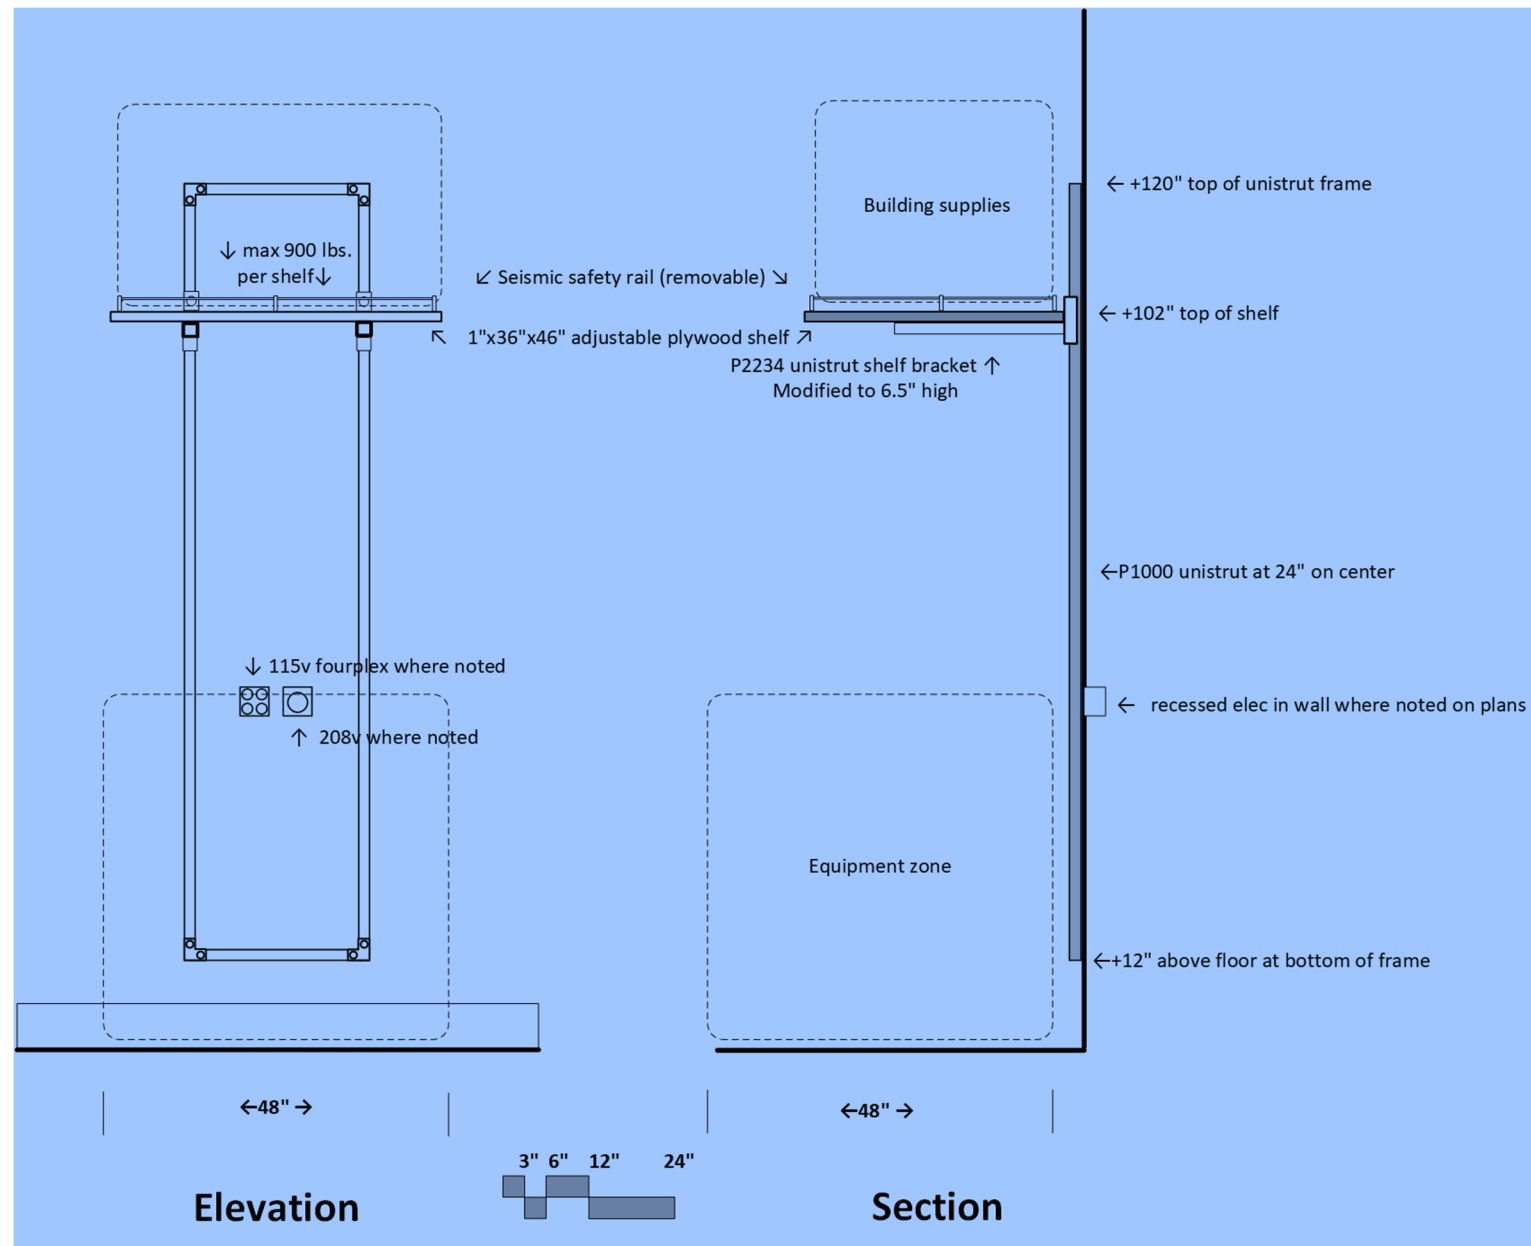 +120" top of unistrut frame
Building supplies
max 900 lbs.
per shelf
Seismic safety rail (removable)
+102" top of shelf
1"x36"x46" adjustable plywood shelf
P2234 unistrut shelf bracket
Modified to 6.5" high
P1000 unistrut at 24" on center
115v fourplex where noted
208v where noted
recessed elec in wall where noted on plans
Equipment zone
+12" above floor at bottom of frame
48"
48"
3" 6" 12" 24"
Elevation
Section